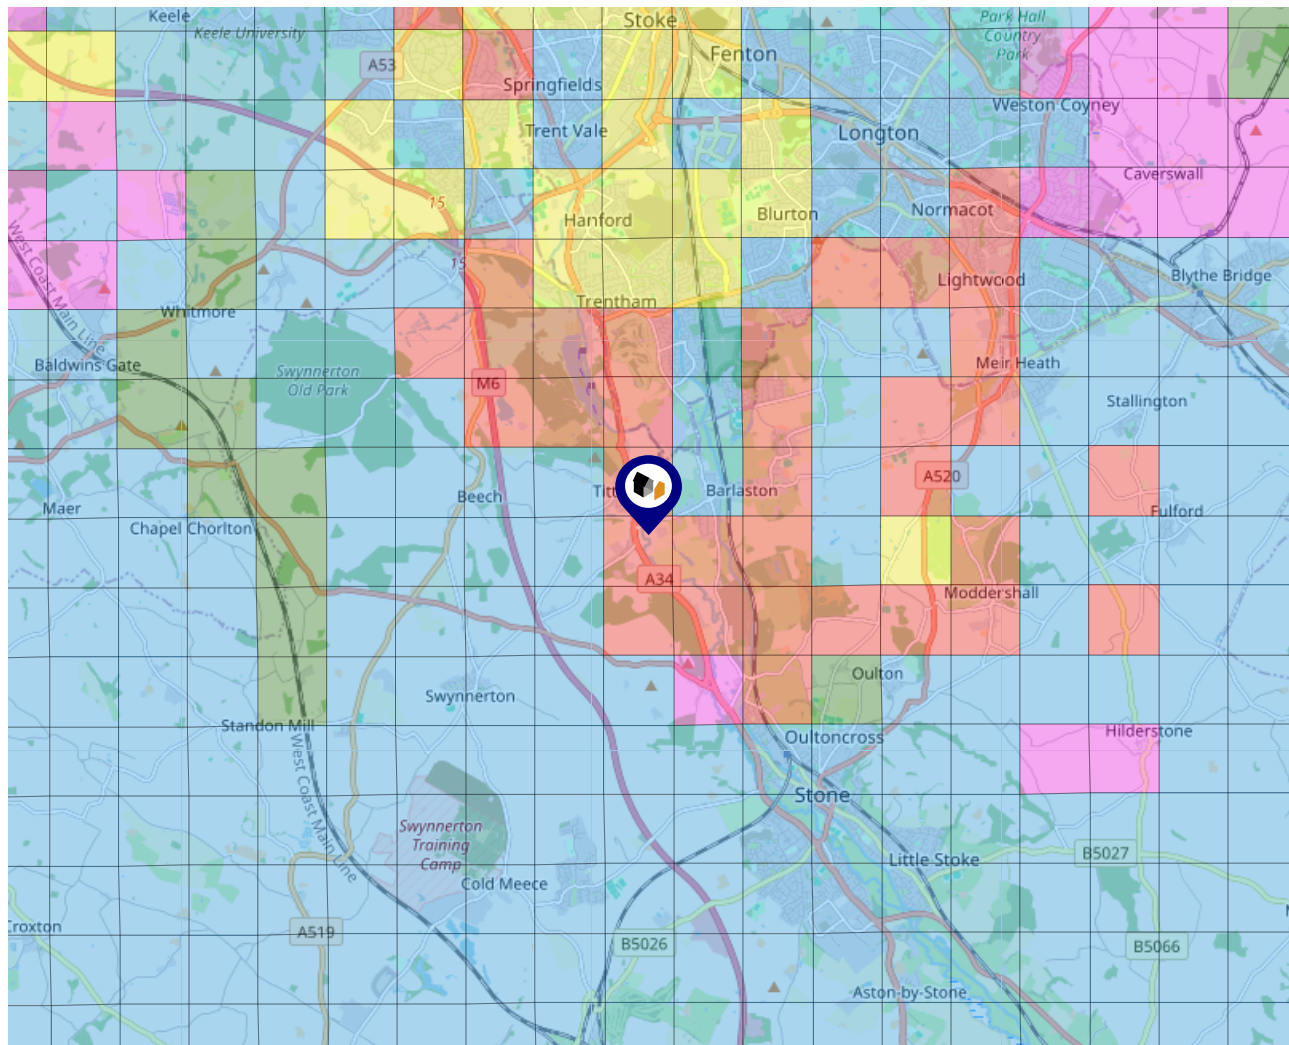 Keele
Stoke
Park Hall
Country
Park
Keele University
A53
Fenton
Springfields
Weston Coyney
Trent Vale
Longton
Caverswall
15
Hanford
Blurton
Normacot
West Coast Main Line
15
Lightwood
Blythe Bridge
Whitmore
Trentham
Baldwins Gate
Swynnerton
Old Park
M6
Meir Heath
Stallington
Maer
Beech
Titt
Barlaston
A520
Fulford
Chapel Chorlton
A34
Moddershall
Swynnerton
Oulton
Standon Mill
Oultoncross
Hilderstone
West Coast Main Line
Stone
Swynnerton
Training
Camp
Cold Meece
Little Stoke
B5027
Croxton
A519
B5026
B5066
Aston-by-Stone